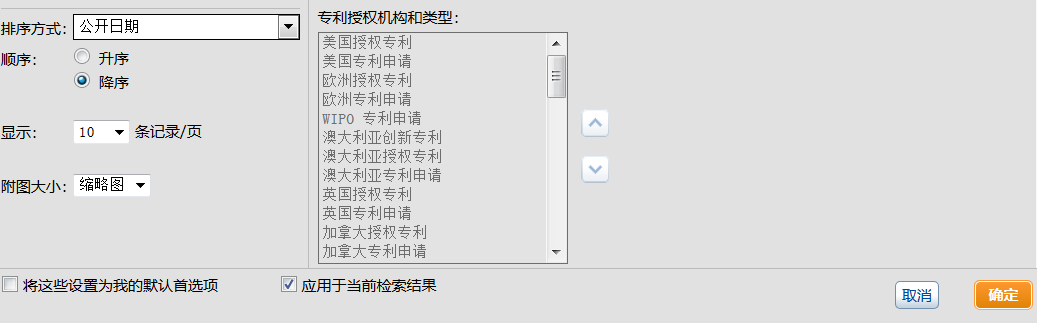 排序方式: 公开日期
顺序: 升序
降序
显示: 10 条记录/页
附图大小: 缩略图
专利授权机构和类型:
美国授权专利
美国专利申请
欧洲授权专利
欧洲专利申请
WIPO 专利申请
澳大利亚创新专利
澳大利亚授权专利
澳大利亚专利申请
英国授权专利
英国专利申请
加拿大授权专利
加拿大专利申请
将这些设置为我的默认首选项
应用于当前检索结果
取消
确定